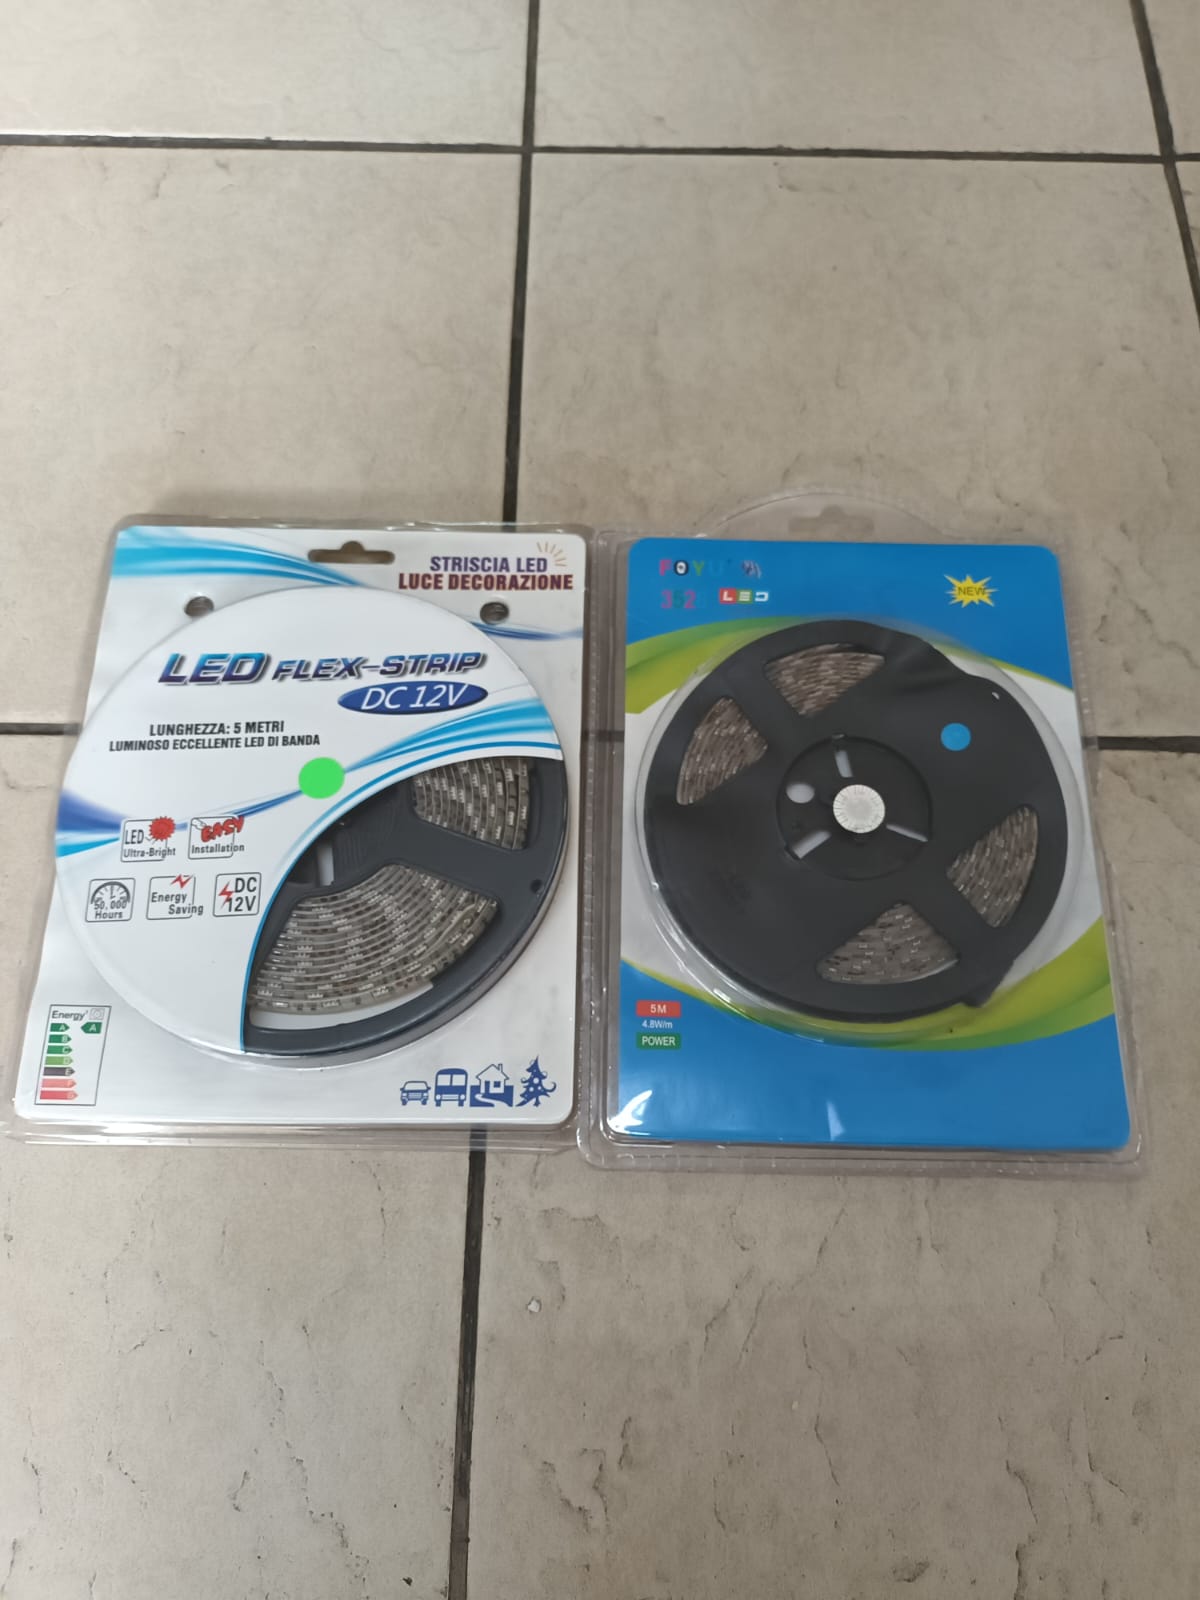 STRISCIA LED
LUCE DECORAZIONE
LED FLEX-STRIP
DC 12V
LUNGHEZZA: 5 METRI
LUMINOSO ECCELLENTE LED DI BANDA
LED
Ultra-Bright
EASY
Installation
50,000
Hours
Energy
Saving
DC
12V
Energy
A
A
B
C
D
E
F
G
LED
NEW
5M
4.8W/m
POWER